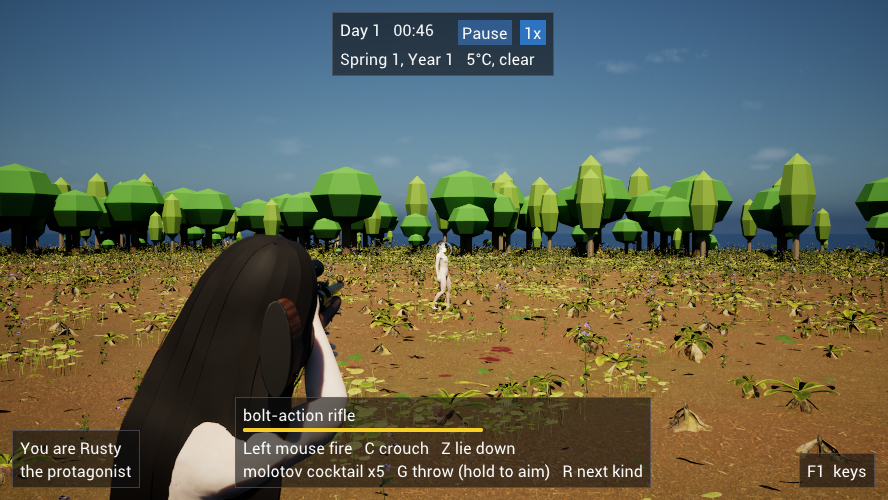 Day 1 00:46 Pause 1x
Spring 1, Year 1 5°C, clear
bolt-action rifle
Left mouse fire C crouch Z lie down
molotov cocktail x5 G throw (hold to aim) R next kind
You are Rusty
the protagonist
F1 keys